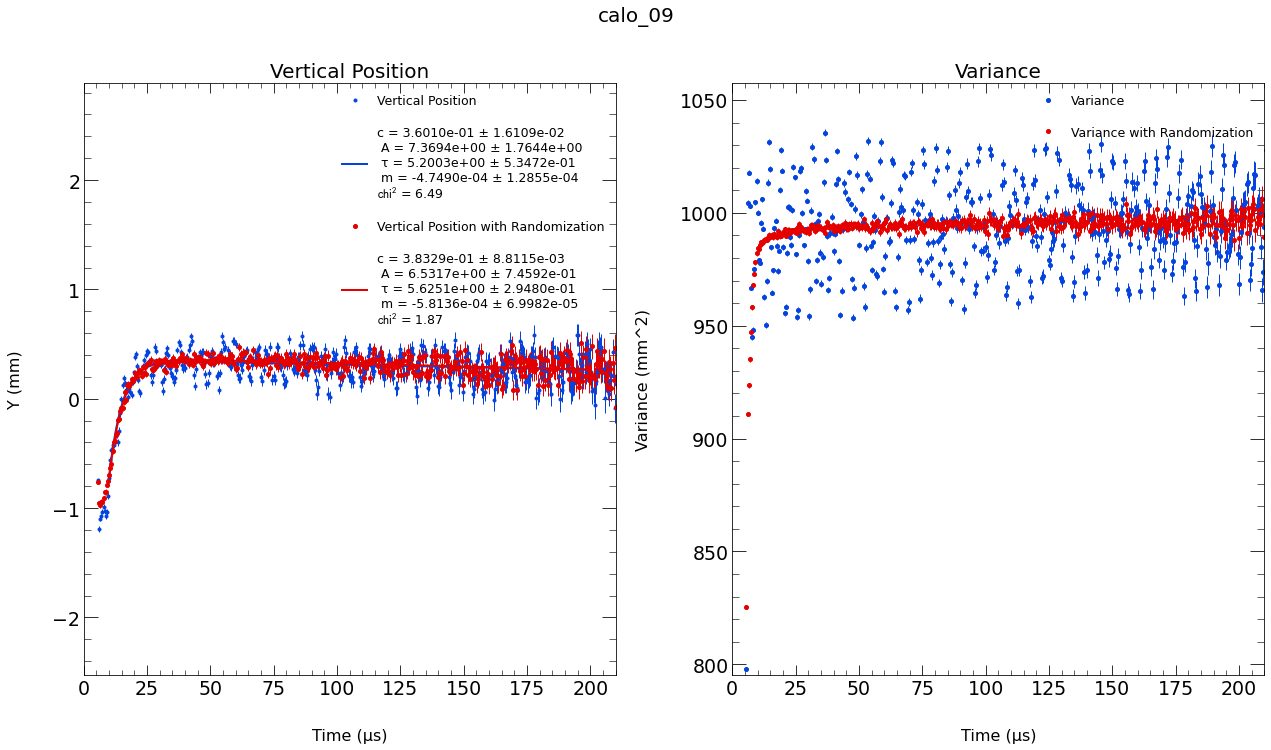 calo_09
Vertical Position
Vertical Position
c = 3.6010e-01 ± 1.6109e-02
A = 7.3694e+00 ± 1.7644e+00
τ = 5.2003e+00 ± 5.3472e-01
m = -4.7490e-04 ± 1.2855e-04
chi² = 6.49
Vertical Position with Randomization
c = 3.8329e-01 ± 8.8115e-03
A = 6.5317e+00 ± 7.4592e-01
τ = 5.6251e+00 ± 2.9480e-01
m = -5.8136e-04 ± 6.9982e-05
chi² = 1.87
2
1
0
−1
−2
Y (mm)
0 25 50 75 100 125 150 175 200
Time (μs)
Variance
Variance
Variance with Randomization
1050
1000
950
900
850
800
Variance (mm^2)
0 25 50 75 100 125 150 175 200
Time (μs)